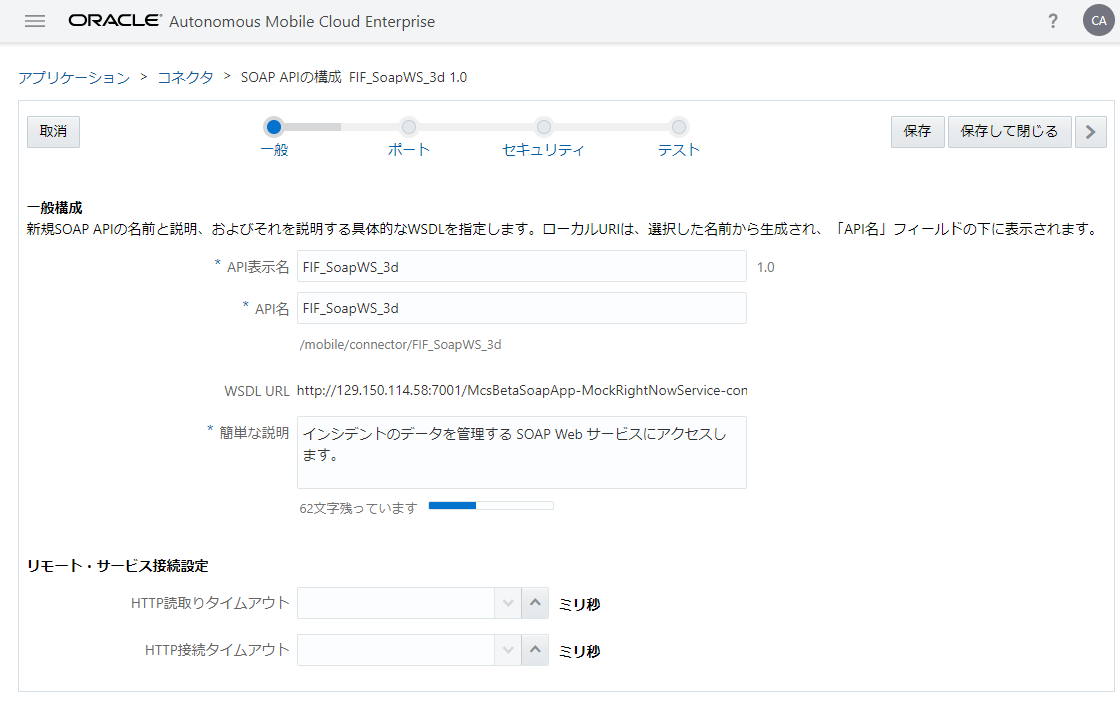 ORACLE® Autonomous Mobile Cloud Enterprise
? CA
アプリケーション > コネクタ > SOAP APIの構成 FIF_SoapWS_3d 1.0
取消
一般 ポート セキュリティ テスト
保存 保存して閉じる
一般構成
新規SOAP APIの名前と説明、およびそれを説明する具体的なWSDLを指定します。ローカルURIは、選択した名前から生成され、「API名」フィールドの下に表示されます。
* API表示名 FIF_SoapWS_3d 1.0
* API名 FIF_SoapWS_3d
/mobile/connector/FIF_SoapWS_3d
WSDL URL http://129.150.114.58:7001/McsBetaSoapApp-MockRightNowService-con
* 簡単な説明 インシデントのデータを管理する SOAP Web サービスにアクセスし
ます。
62文字残っています
リモート・サービス接続設定
HTTP読取りタイムアウト ミリ秒
HTTP接続タイムアウト ミリ秒